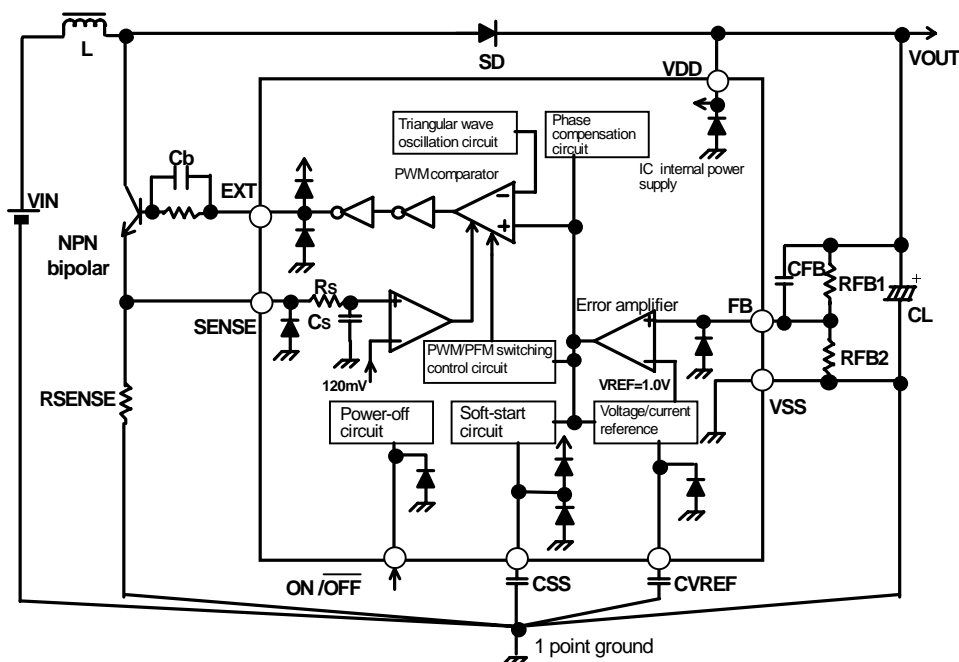 L
SD
VOUT
VDD
Triangular wave
oscillation circuit
Phase
compensation
circuit
IC internal power
supply
PWM comparator
Cb
EXT
VIN
NPN
bipolar
−
+
Rs
Cs
SENSE
+
−
120mV
Error amplifier
+
−
FB
CFB
RFB1
+
CL
RFB2
VSS
PWM/PFM switching
control circuit
VREF=1.0V
RSENSE
Power-off
circuit
Soft-start
circuit
Voltage/current
reference
ON /OFF
CSS
CVREF
1 point ground